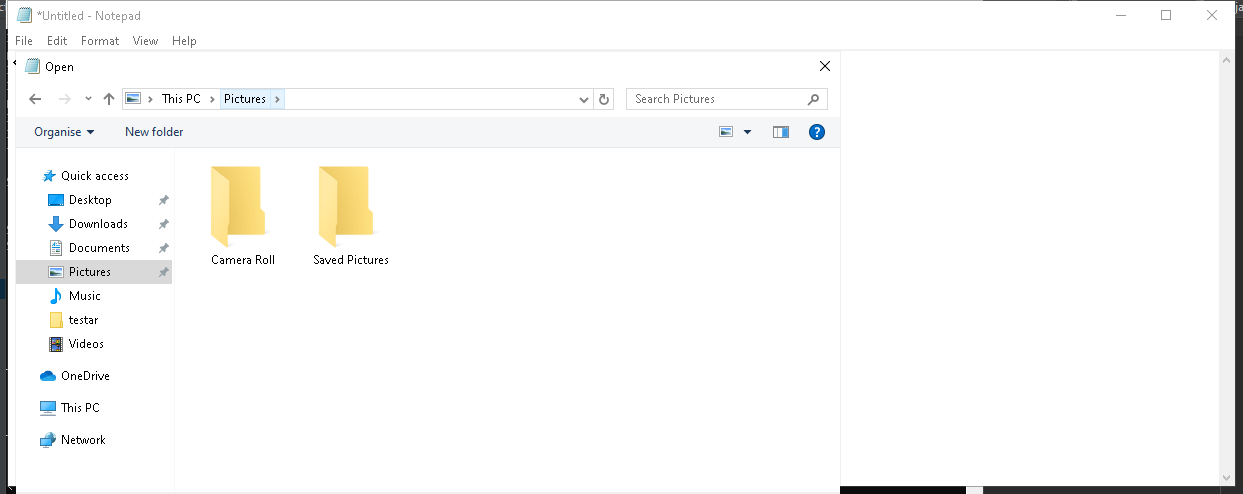 *Untitled - Notepad
File Edit Format View Help
Open
This PC Pictures
Search Pictures
Organise New folder
Quick access
Desktop
Downloads
Documents
Pictures
Music
testar
Videos
OneDrive
This PC
Network
Camera Roll
Saved Pictures